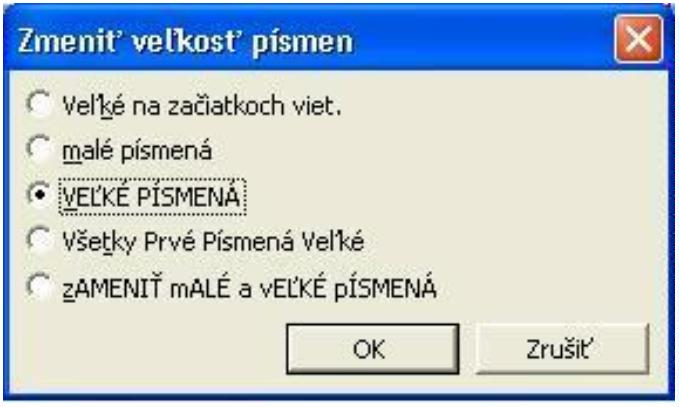 Zmeniť veľkosť písmen
Veľké na začiatkoch viet.
malé písmená
VEĽKÉ PÍSMENÁ
Všetky Prvé Písmená Veľké
zAMENIŤ mALÉ a vEĽKÉ pÍSMENÁ
OK Zrušiť